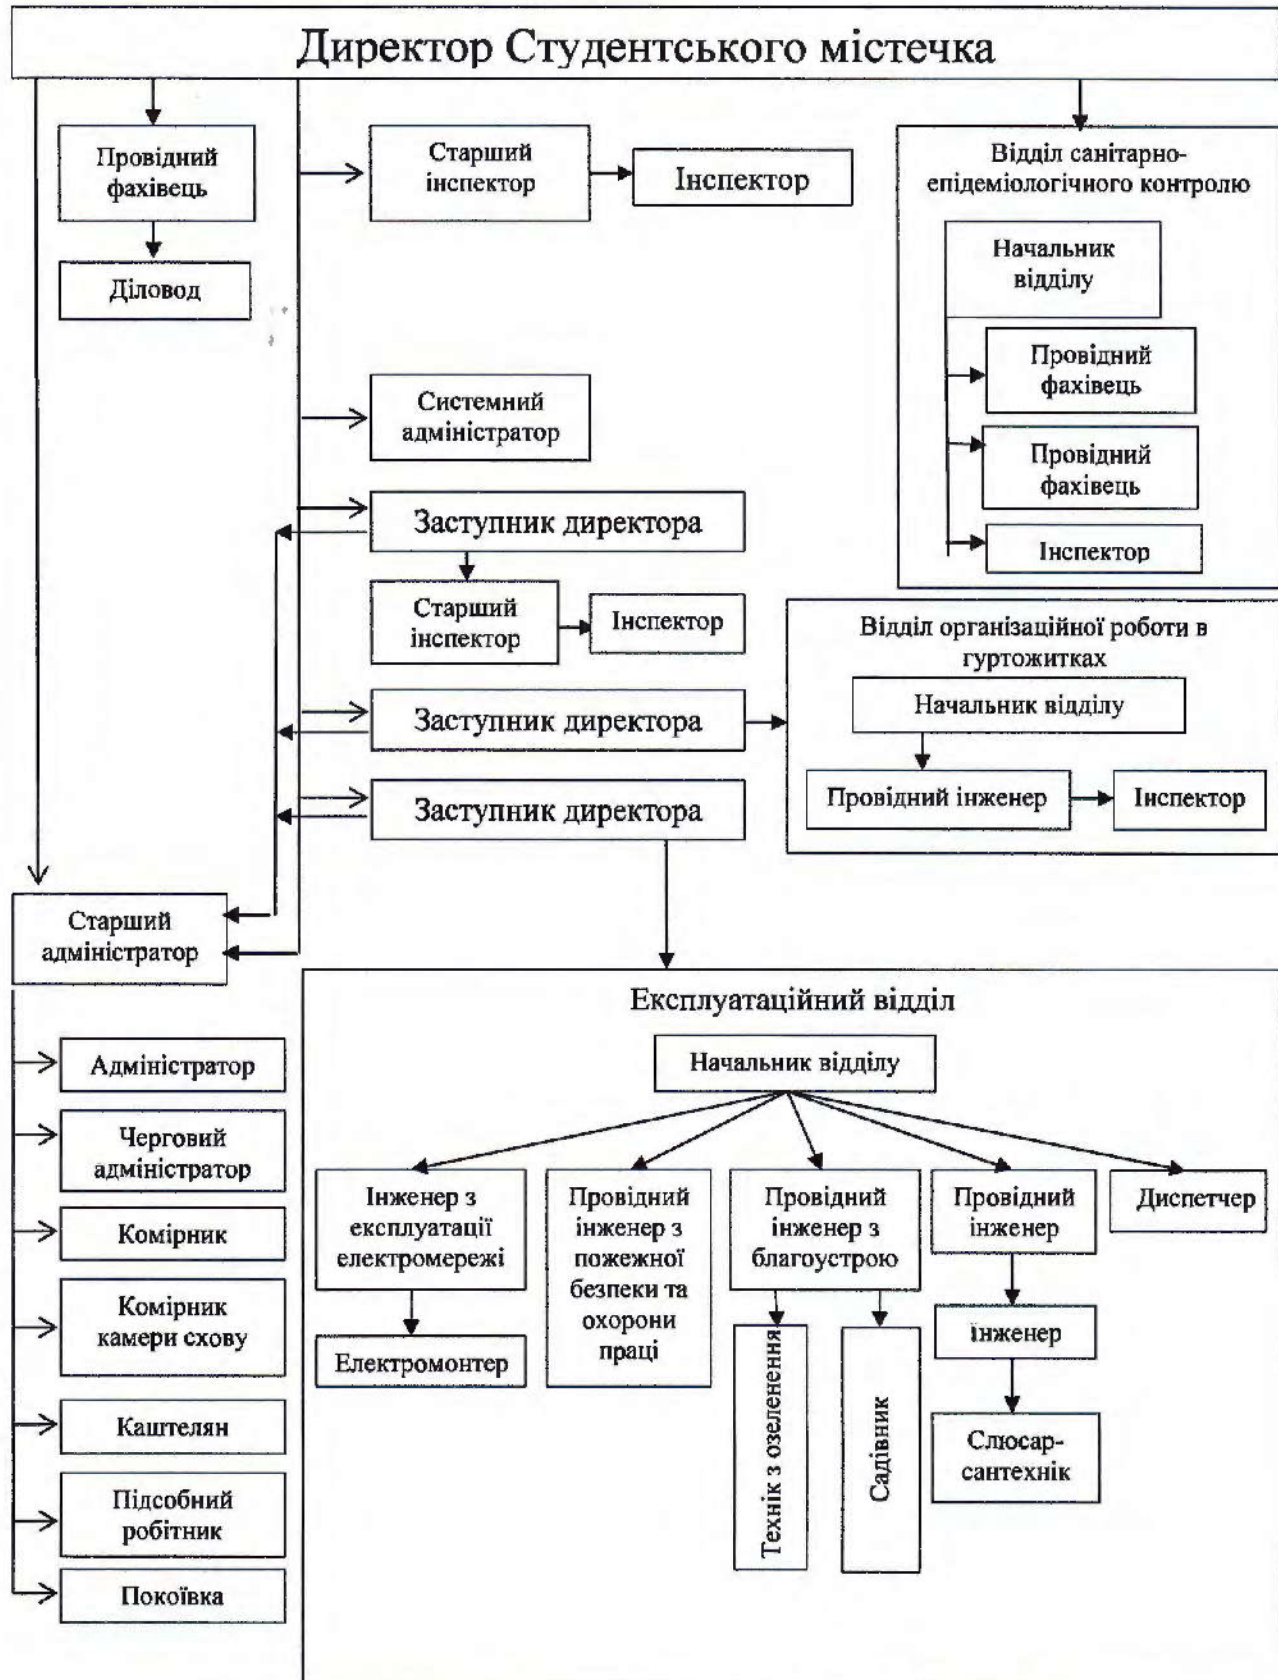 Директор Студентського містечка
Провідний
фахівець
Діловод
Старший
інспектор
Інспектор
Відділ санітарно-
епідеміологічного контролю
Начальник
відділу
Провідний
фахівець
Провідний
фахівець
Інспектор
Системний
адміністратор
Заступник директора
Старший
інспектор
Інспектор
Заступник директора
Відділ організаційної роботи в
гуртожитках
Начальник відділу
Провідний інженер
Інспектор
Заступник директора
Старший
адміністратор
Адміністратор
Черговий
адміністратор
Комірник
Комірник
камери схову
Каштелян
Підсобний
робітник
Покоївка
Експлуатаційний відділ
Начальник відділу
Інженер з
експлуатації
електромережі
Електромонтер
Провідний
інженер з
пожежної
безпеки та
охорони
праці
Провідний
інженер з
благоустрою
Технік з озеленення
Садівник
Провідний
інженер
Інженер
Слюсар-
сантехнік
Диспетчер